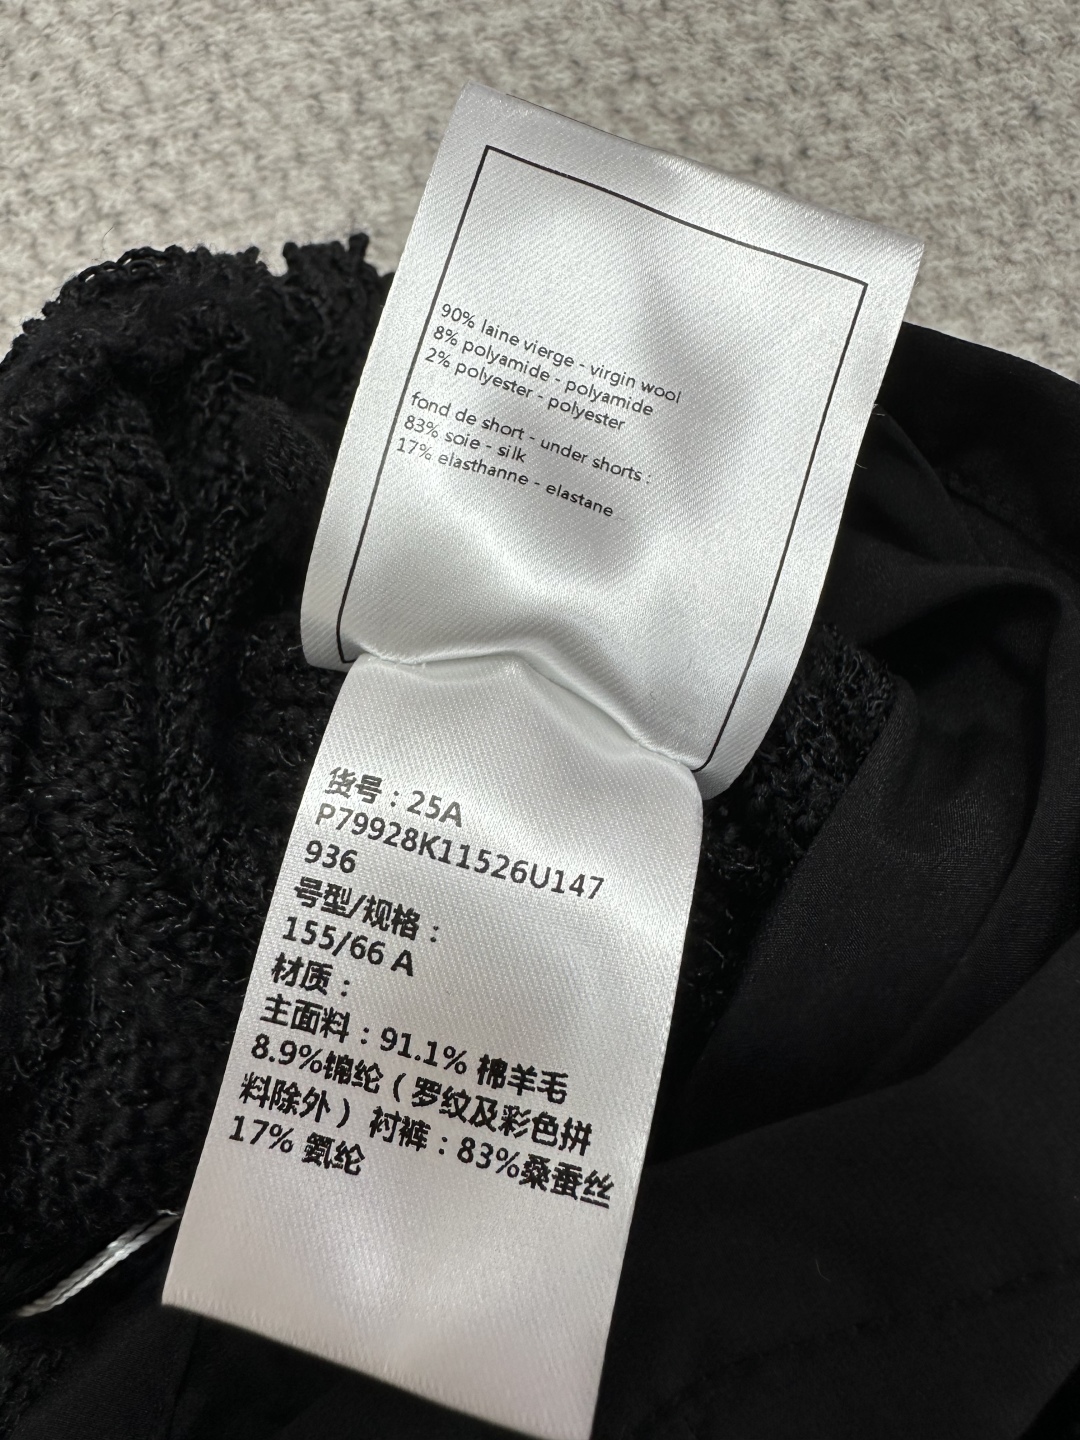 90% laine vierge - virgin wool
8% polyamide - polyamide
2% polyester - polyester
fond de short - under shorts :
83% soie - silk
17% elasthanne - elastane
货号：25A
P79928K11526U147
936
号型/规格：
155/66 A
材质：
主面料：91.1% 棉羊毛
8.9%锦纶（罗纹及彩色拼
料除外） 衬裤：83%桑蚕丝
17% 氨纶